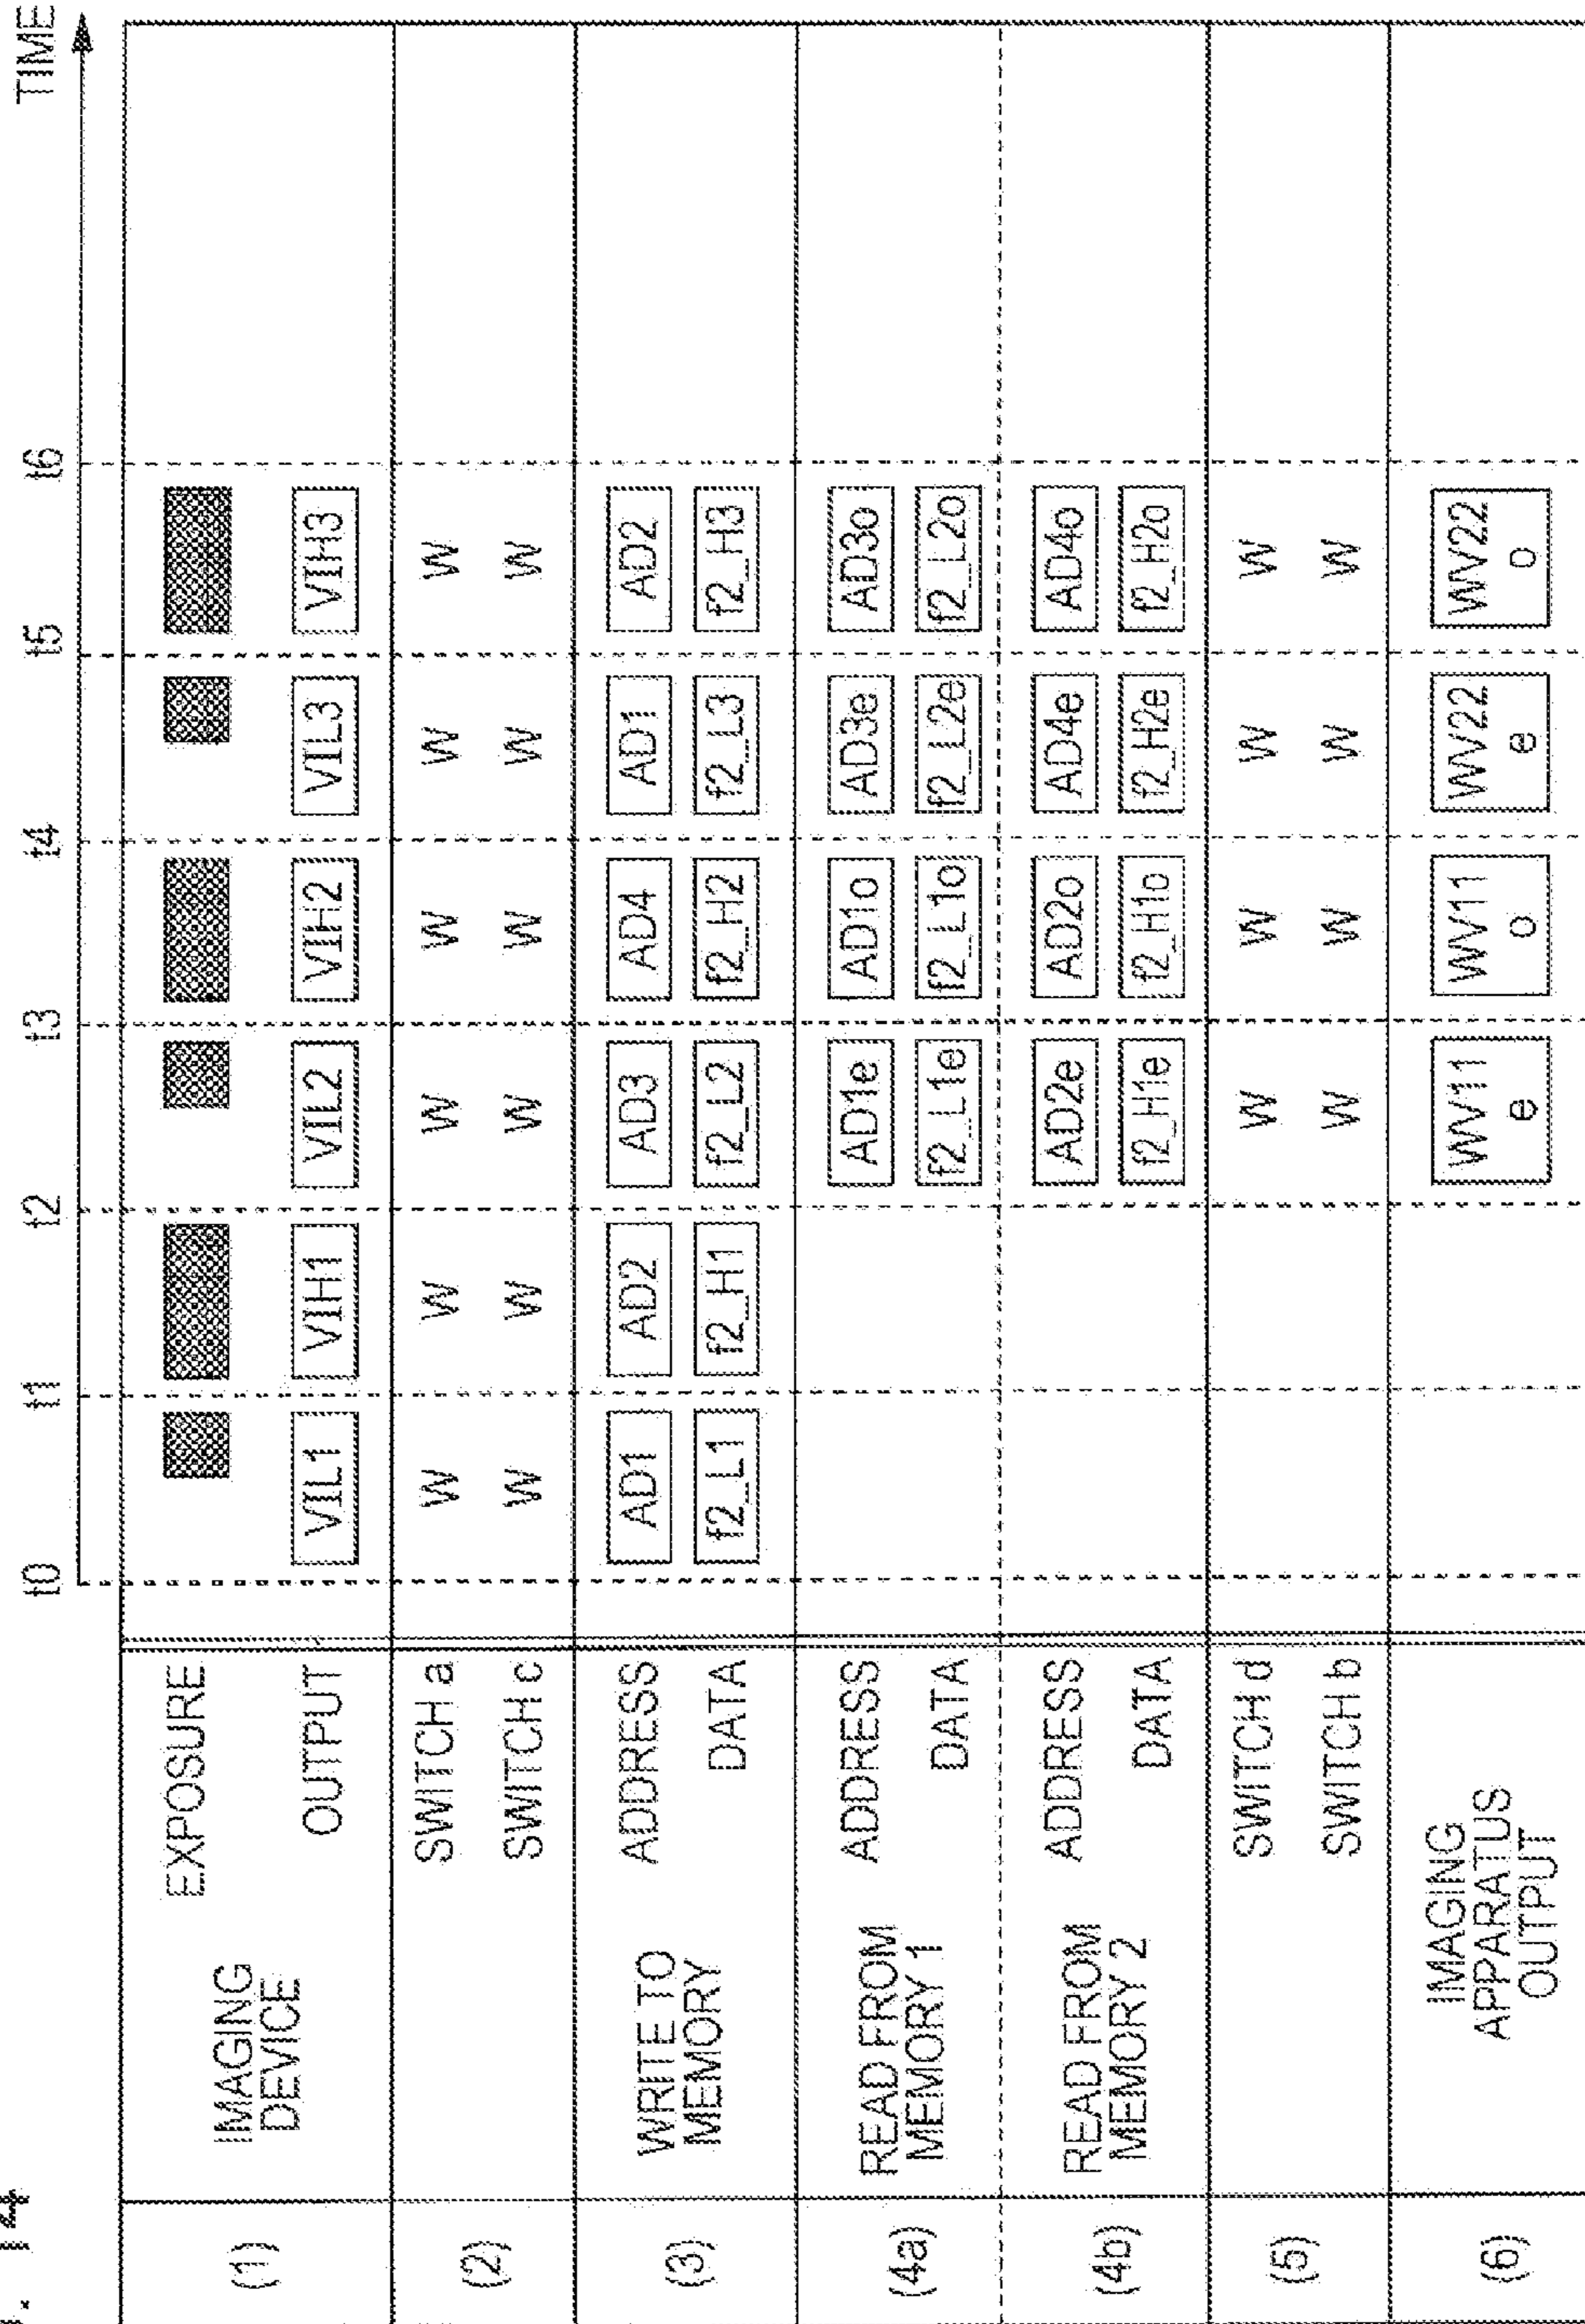 14
t0 t1 t2 t3 t4 t5 t6 TIME
(1) IMAGING DEVICE EXPOSURE
OUTPUT VIL1 VIH1 VIL2 VIH2 VIL3 VIH3
(2) SWITCH a W W W W W W
SWITCH c W W W W W W
(3) WRITE TO MEMORY ADDRESS AD1 AD2 AD3 AD4 AD1 AD2
DATA f2_L1 f2_H1 f2_L2 f2_H2 f2_L3 f2_H3
(4a) READ FROM MEMORY 1 ADDRESS AD1e AD1o AD3e AD3o
DATA f2_L1e f2_L1o f2_L2e f2_L2o
(4b) READ FROM MEMORY 2 ADDRESS AD2e AD2o AD4e AD4o
DATA f2_H1e f2_H1o f2_H2e f2_H2o
(5) SWITCH d W W W W
SWITCH b W W W W
(6) IMAGING APPARATUS OUTPUT WV11 e WV11 o WV22 e WV22 o